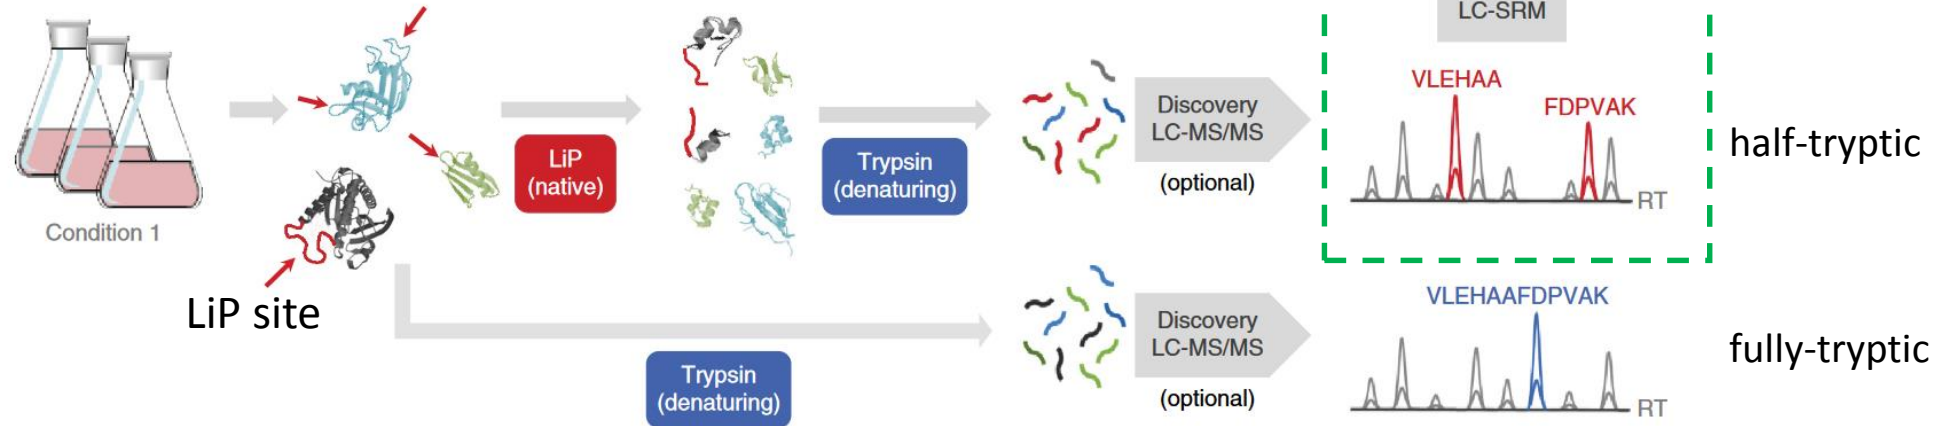 LC-SRM
VLEHAA
FDPVAK
half-tryptic
Discovery
LC-MS/MS
(optional)
LiP
(native)
Trypsin
(denaturing)
RT
Condition 1
LiP site
VLEHAAFDPVAK
Discovery
LC-MS/MS
(optional)
fully-tryptic
Trypsin
(denaturing)
RT